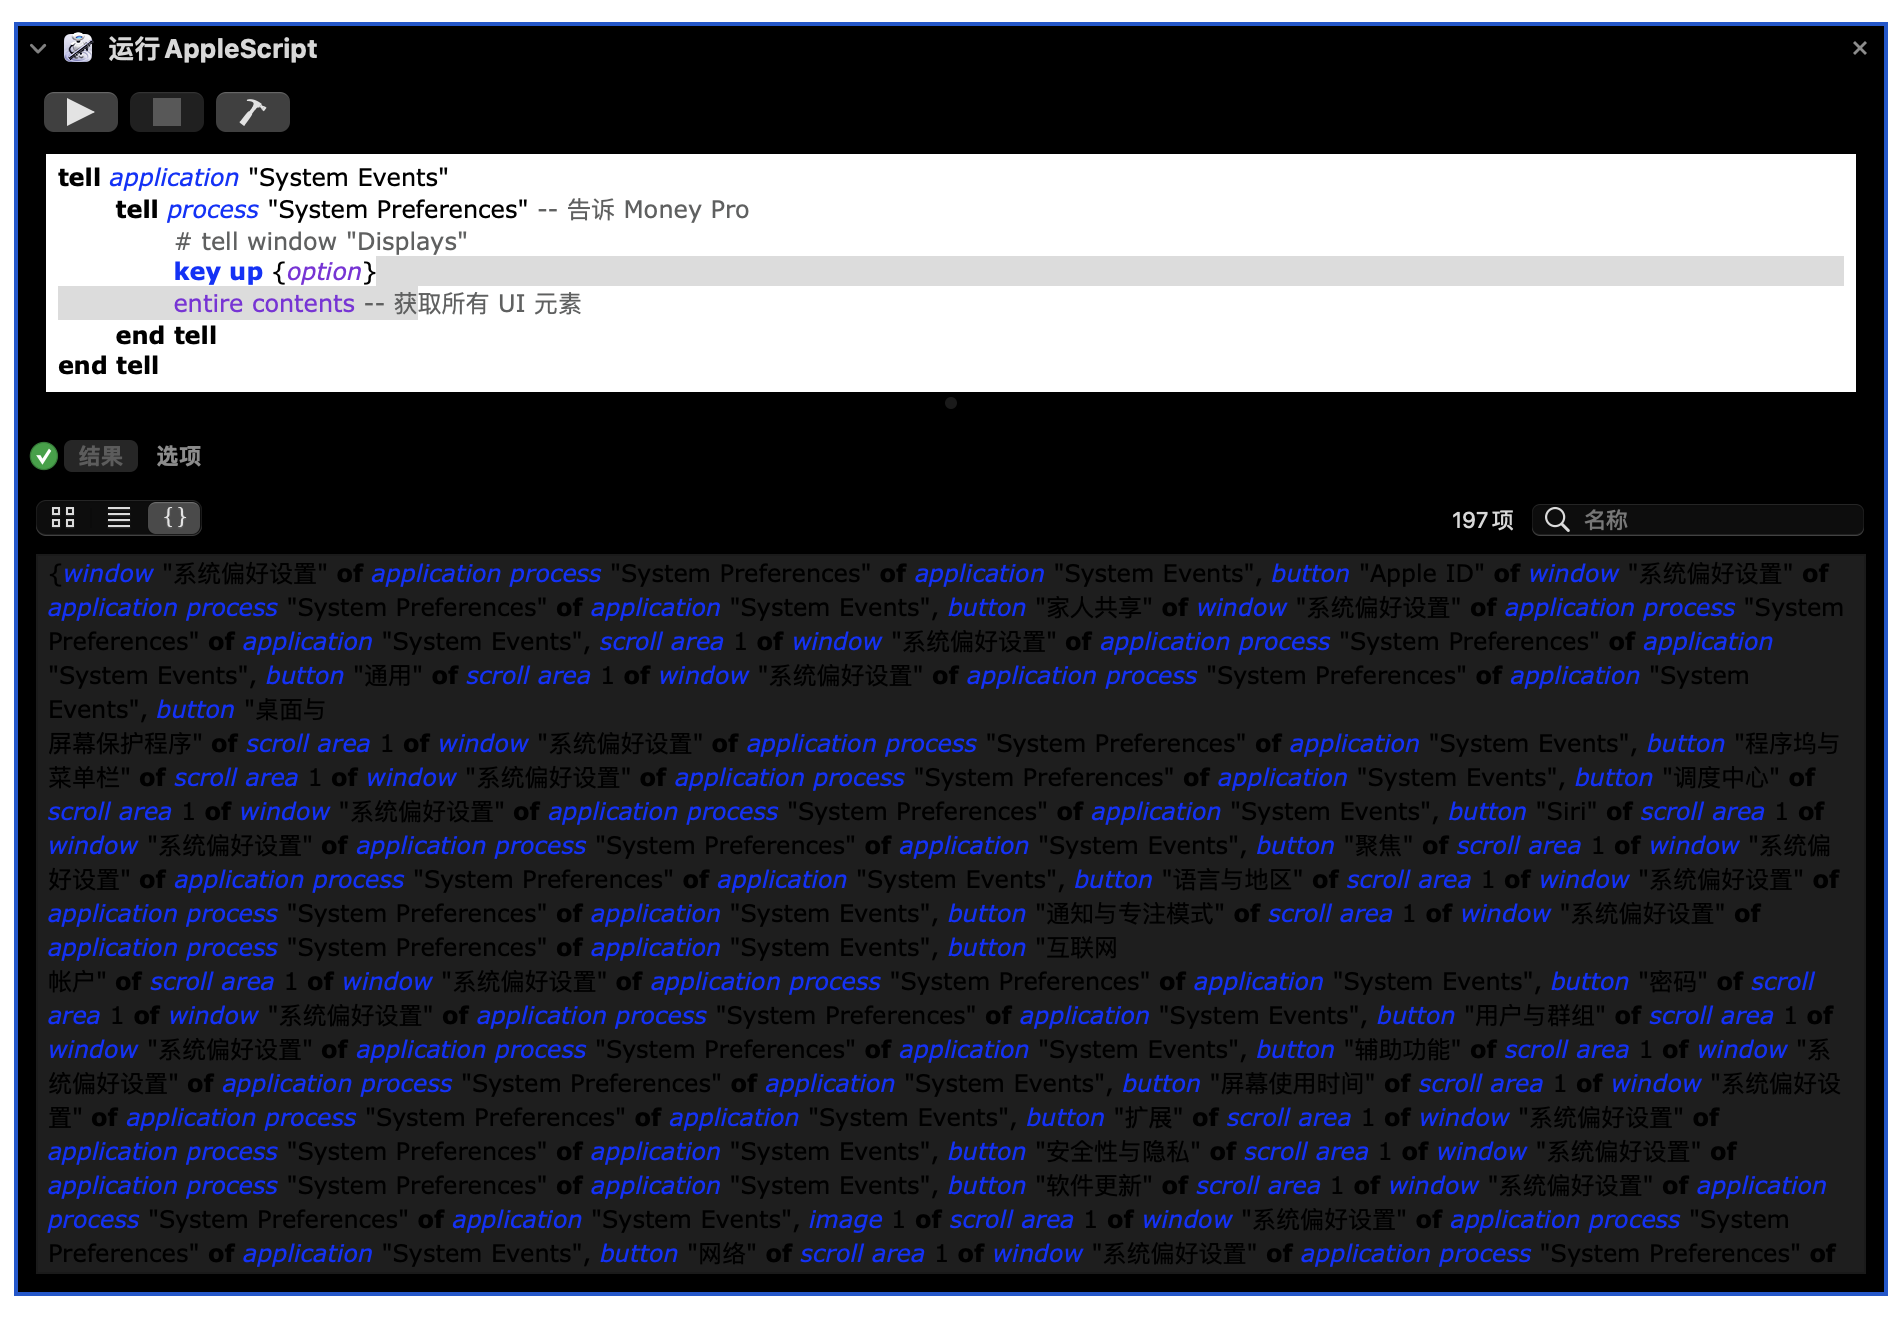 运行 AppleScript
tell application "System Events"
tell process "System Preferences" -- 告诉 Money Pro
# tell window "Displays"
key up {option}
entire contents -- 获取所有 UI 元素
end tell
end tell
结果 选项
{} 197项 名称
{window "系统偏好设置" of application process "System Preferences" of application "System Events", button "Apple ID" of window "系统偏好设置" of
application process "System Preferences" of application "System Events", button "家人共享" of window "系统偏好设置" of application process "System
Preferences" of application "System Events", scroll area 1 of window "系统偏好设置" of application process "System Preferences" of application
"System Events", button "通用" of scroll area 1 of window "系统偏好设置" of application process "System Preferences" of application "System
Events", button "桌面与
屏幕保护程序" of scroll area 1 of window "系统偏好设置" of application process "System Preferences" of application "System Events", button "程序坞与
菜单栏" of scroll area 1 of window "系统偏好设置" of application process "System Preferences" of application "System Events", button "调度中心" of
scroll area 1 of window "系统偏好设置" of application process "System Preferences" of application "System Events", button "Siri" of scroll area 1 of
window "系统偏好设置" of application process "System Preferences" of application "System Events", button "聚焦" of scroll area 1 of window "系统偏
好设置" of application process "System Preferences" of application "System Events", button "语言与地区" of scroll area 1 of window "系统偏好设置" of
application process "System Preferences" of application "System Events", button "通知与专注模式" of scroll area 1 of window "系统偏好设置" of
application process "System Preferences" of application "System Events", button "互联网
帐户" of scroll area 1 of window "系统偏好设置" of application process "System Preferences" of application "System Events", button "密码" of scroll
area 1 of window "系统偏好设置" of application process "System Preferences" of application "System Events", button "用户与群组" of scroll area 1 of
window "系统偏好设置" of application process "System Preferences" of application "System Events", button "辅助功能" of scroll area 1 of window "系
统偏好设置" of application process "System Preferences" of application "System Events", button "屏幕使用时间" of scroll area 1 of window "系统偏好设
置" of application process "System Preferences" of application "System Events", button "扩展" of scroll area 1 of window "系统偏好设置" of
application process "System Preferences" of application "System Events", button "安全性与隐私" of scroll area 1 of window "系统偏好设置" of
application process "System Preferences" of application "System Events", button "软件更新" of scroll area 1 of window "系统偏好设置" of application
process "System Preferences" of application "System Events", image 1 of scroll area 1 of window "系统偏好设置" of application process "System
Preferences" of application "System Events", button "网络" of scroll area 1 of window "系统偏好设置" of application process "System Preferences" of